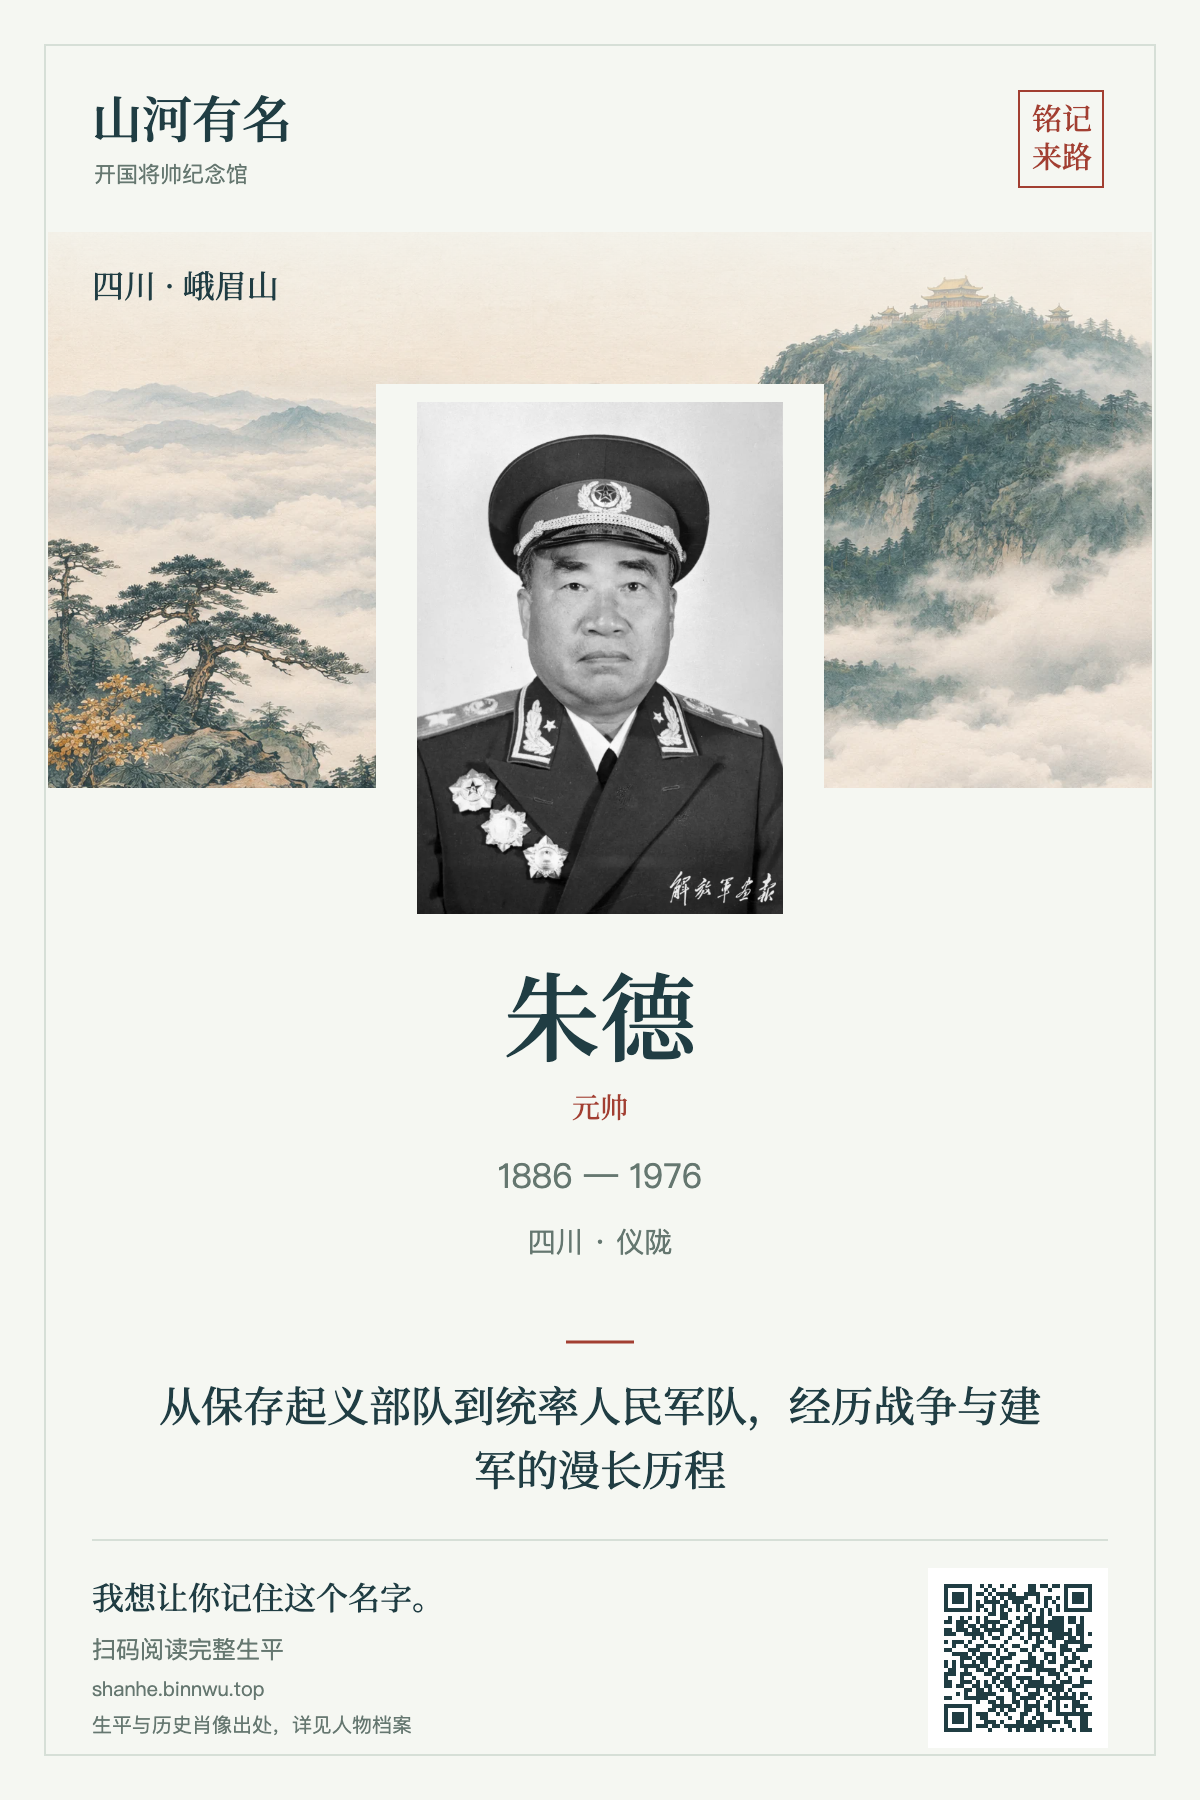 山河有名
开国将帅纪念馆
铭记
来路
四川·峨眉山
解放军画报
朱德
元帅
1886 — 1976
四川 · 仪陇
从保存起义部队到统率人民军队，经历战争与建
军的漫长历程
我想让你记住这个名字。
扫码阅读完整生平
shanhe.binnwu.top
生平与历史肖像出处，详见人物档案